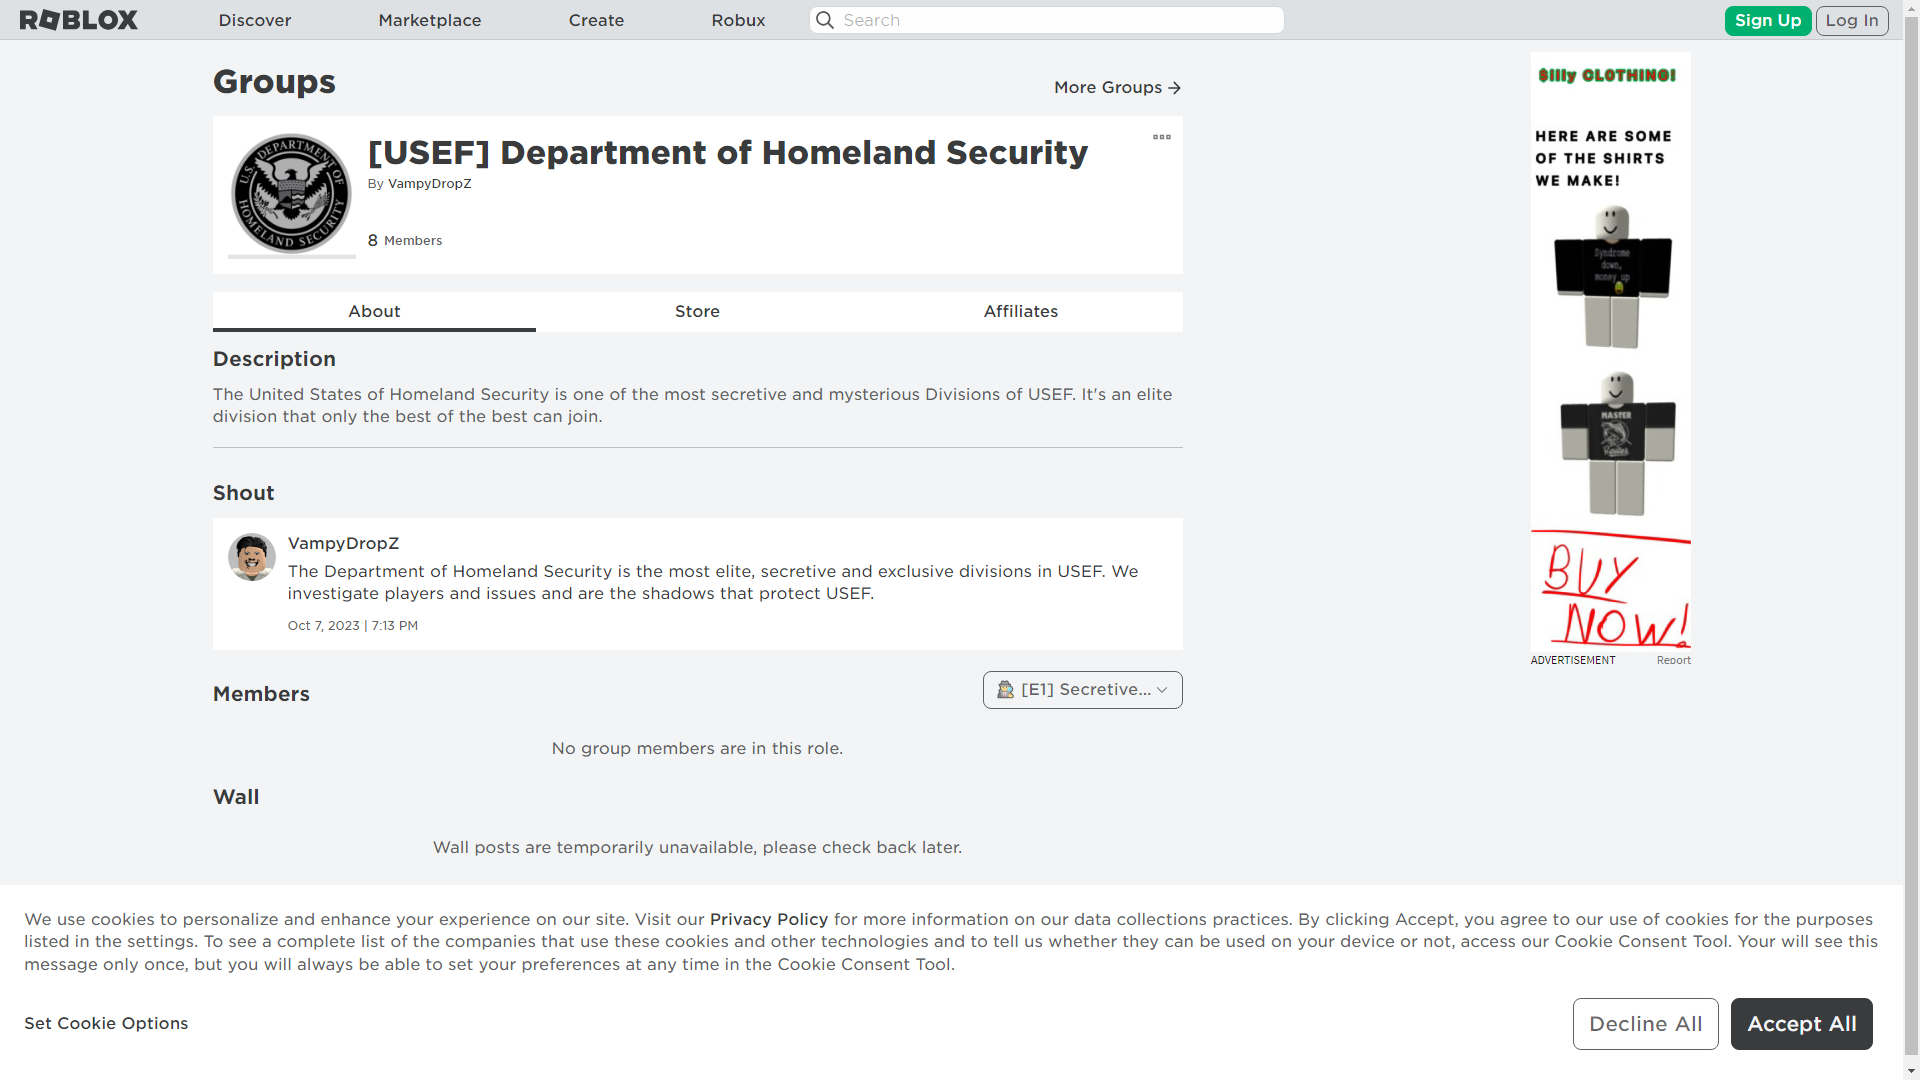 ROBLOX
Discover
Marketplace
Create
Robux
Search
Sign Up
Log In
Groups
More Groups
U.S. DEPARTMENT OF HOMELAND SECURITY
[USEF] Department of Homeland Security
By VampyDropZ
8 Members
About
Store
Affiliates
Description
The United States of Homeland Security is one of the most secretive and mysterious Divisions of USEF. It's an elite
division that only the best of the best can join.
Shout
VampyDropZ
The Department of Homeland Security is the most elite, secretive and exclusive divisions in USEF. We
investigate players and issues and are the shadows that protect USEF.
Oct 7, 2023 | 7:13 PM
Members
[E1] Secretive...
No group members are in this role.
Wall
Wall posts are temporarily unavailable, please check back later.
$illy CLOTHING!
HERE ARE SOME
OF THE SHIRTS
WE MAKE!
Syndrome
down,
money up
MASTER
BUY
NOW!
ADVERTISEMENT
Report
We use cookies to personalize and enhance your experience on our site. Visit our Privacy Policy for more information on our data collections practices. By clicking Accept, you agree to our use of cookies for the purposes
listed in the settings. To see a complete list of the companies that use these cookies and other technologies and to tell us whether they can be used on your device or not, access our Cookie Consent Tool. Your will see this
message only once, but you will always be able to set your preferences at any time in the Cookie Consent Tool.
Set Cookie Options
Decline All
Accept All